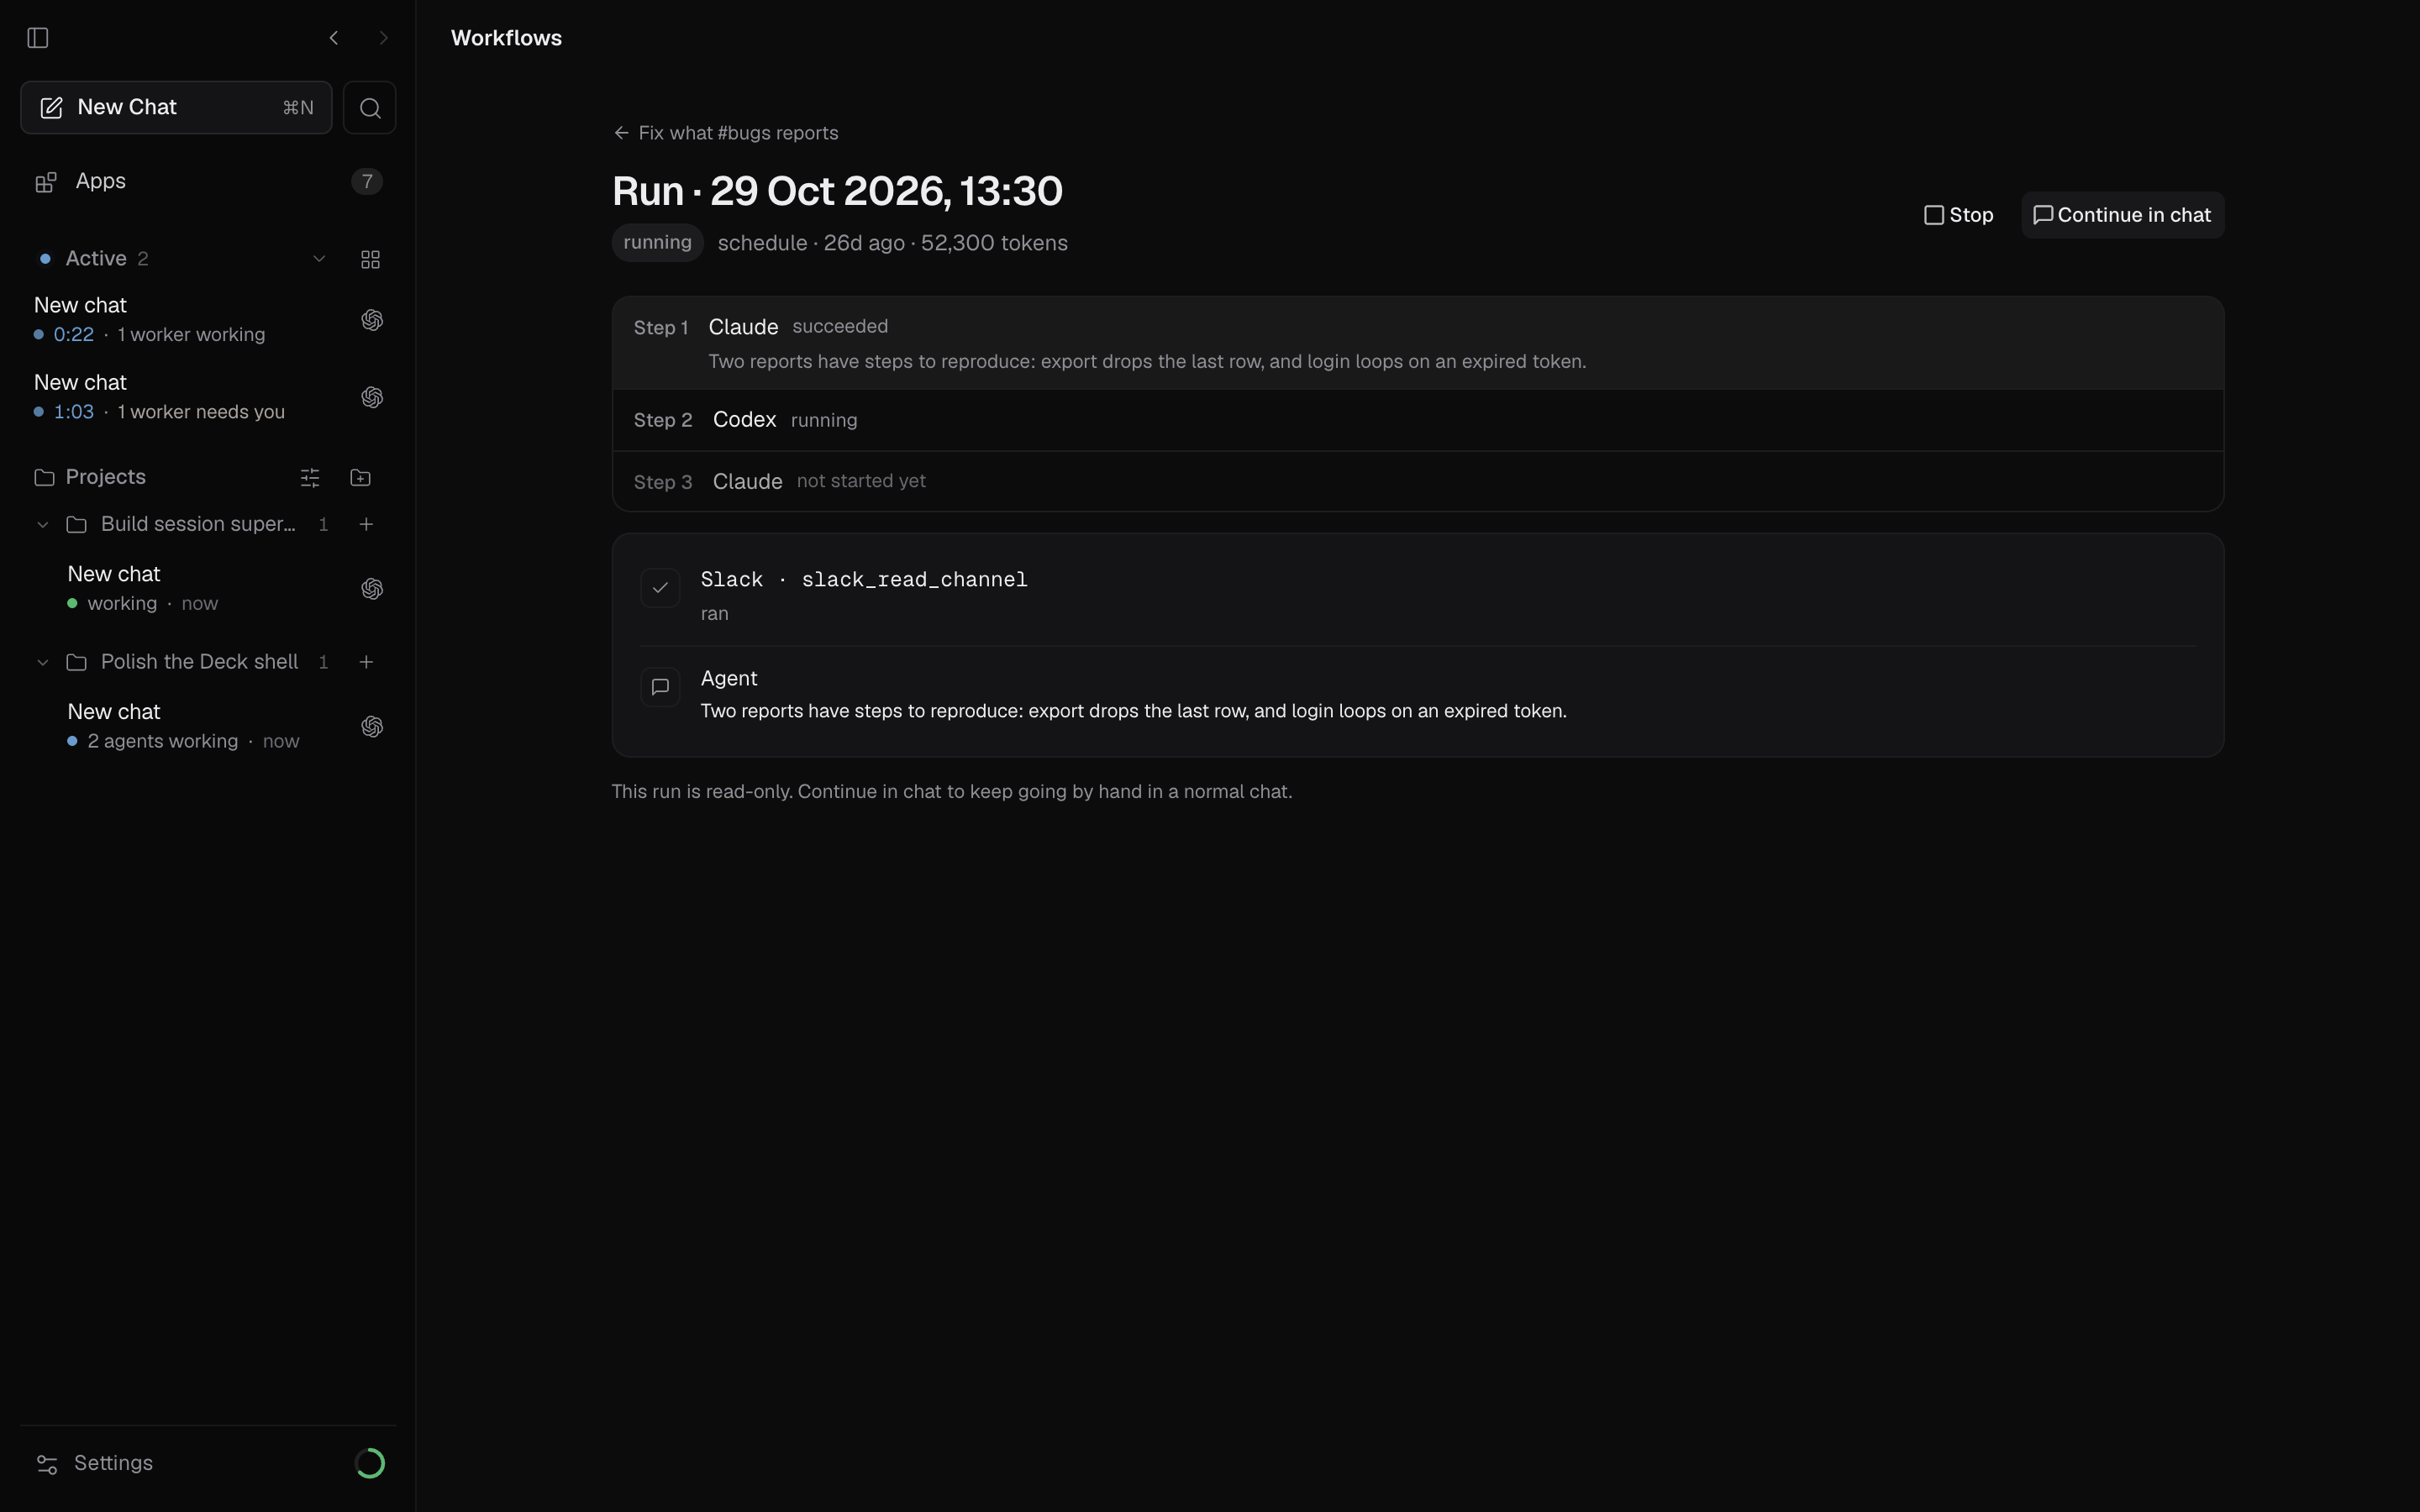 Workflows
New Chat ⌘N
Apps 7
Active 2
New chat
0:22 · 1 worker working
New chat
1:03 · 1 worker needs you
Projects
Build session super... 1
New chat
working · now
Polish the Deck shell 1
New chat
2 agents working · now
Settings
Fix what #bugs reports
Run · 29 Oct 2026, 13:30
running schedule · 26d ago · 52,300 tokens
Stop
Continue in chat
Step 1 Claude succeeded
Two reports have steps to reproduce: export drops the last row, and login loops on an expired token.
Step 2 Codex running
Step 3 Claude not started yet
Slack · slack_read_channel
ran
Agent
Two reports have steps to reproduce: export drops the last row, and login loops on an expired token.
This run is read-only. Continue in chat to keep going by hand in a normal chat.